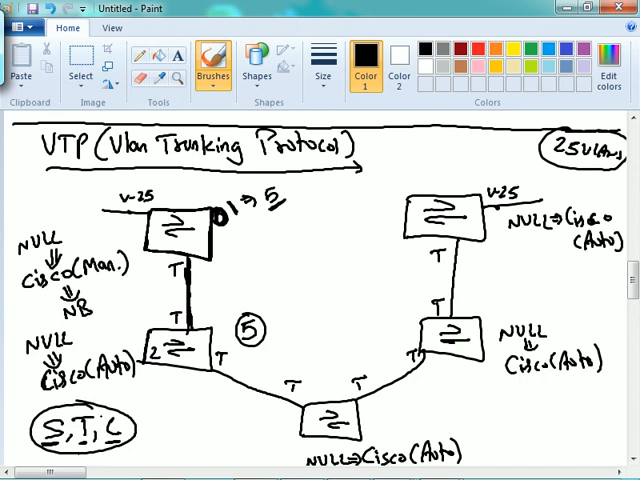 Untitled - Paint
Home View
Paste
Select
A
Brushes
Shapes
Size
Color 1
Color 2
Edit colors
Clipboard
Image
Tools
Shapes
Colors
VTP (Vlan Trunking Protocol)
25 Vlans
V-25
1 ⇒ 5
V-25
NULL ⇒ Cisco (Auto)
NULL
⇓
Cisco (Man.)
⇓
NB
T
T
T
T
NULL
⇓
Cisco (Auto)
2
5
T
T
T
T
NULL
⇓
Cisco (Auto)
S, T, C
NULL ⇒ Cisco (Auto)